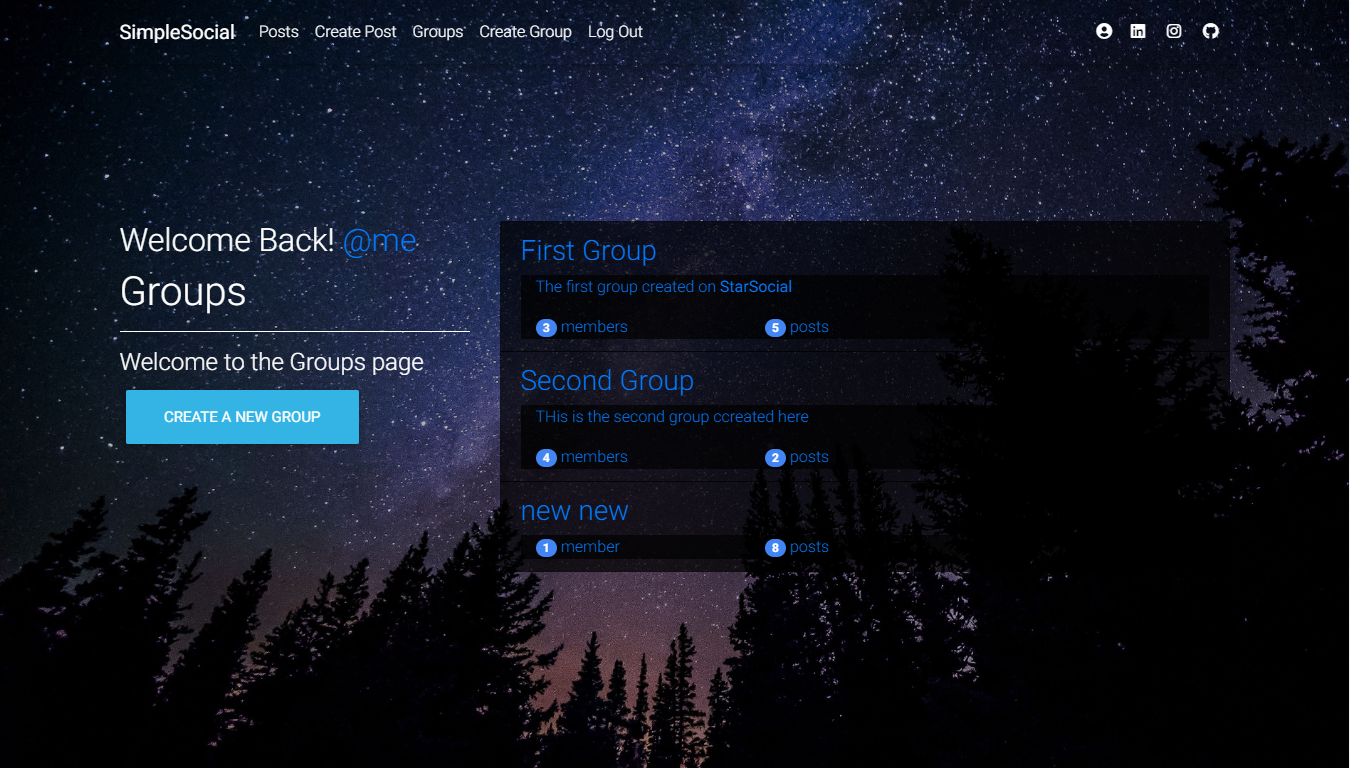 SimpleSocial Posts Create Post Groups Create Group Log Out
Welcome Back! @me
Groups
Welcome to the Groups page
CREATE A NEW GROUP
First Group
The first group created on StarSocial
3 members 5 posts
Second Group
THis is the second group ccreated here
4 members 2 posts
new new
1 member 8 posts